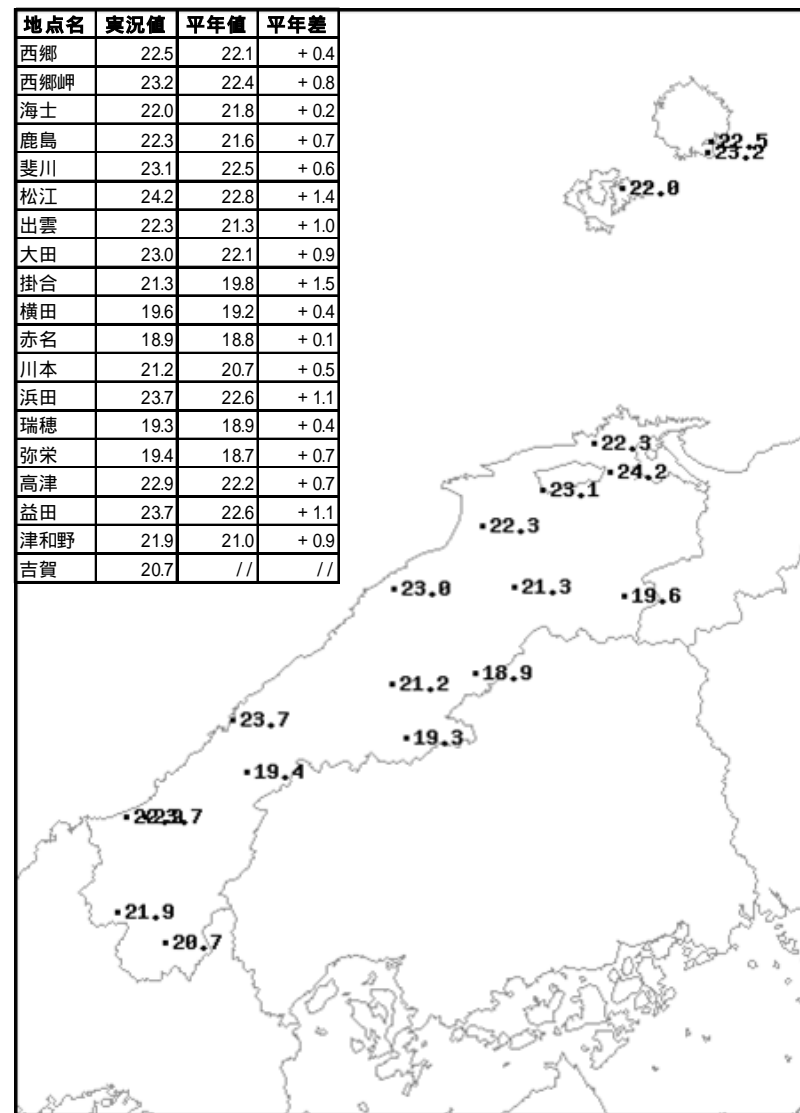 地点名 実況値 平年値 平年差
西郷 22.5 22.1 + 0.4
西郷岬 23.2 22.4 + 0.8
海士 22.0 21.8 + 0.2
鹿島 22.3 21.6 + 0.7
斐川 23.1 22.5 + 0.6
松江 24.2 22.8 + 1.4
出雲 22.3 21.3 + 1.0
大田 23.0 22.1 + 0.9
掛合 21.3 19.8 + 1.5
横田 19.6 19.2 + 0.4
赤名 18.9 18.8 + 0.1
川本 21.2 20.7 + 0.5
浜田 23.7 22.6 + 1.1
瑞穂 19.3 18.9 + 0.4
弥栄 19.4 18.7 + 0.7
高津 22.9 22.2 + 0.7
益田 23.7 22.6 + 1.1
津和野 21.9 21.0 + 0.9
吉賀 20.7 // //
22.5
23.2
22.0
22.3
24.2
23.1
22.3
23.0
21.3
19.6
18.9
21.2
23.7
19.3
19.4
22.9
23.7
21.9
20.7